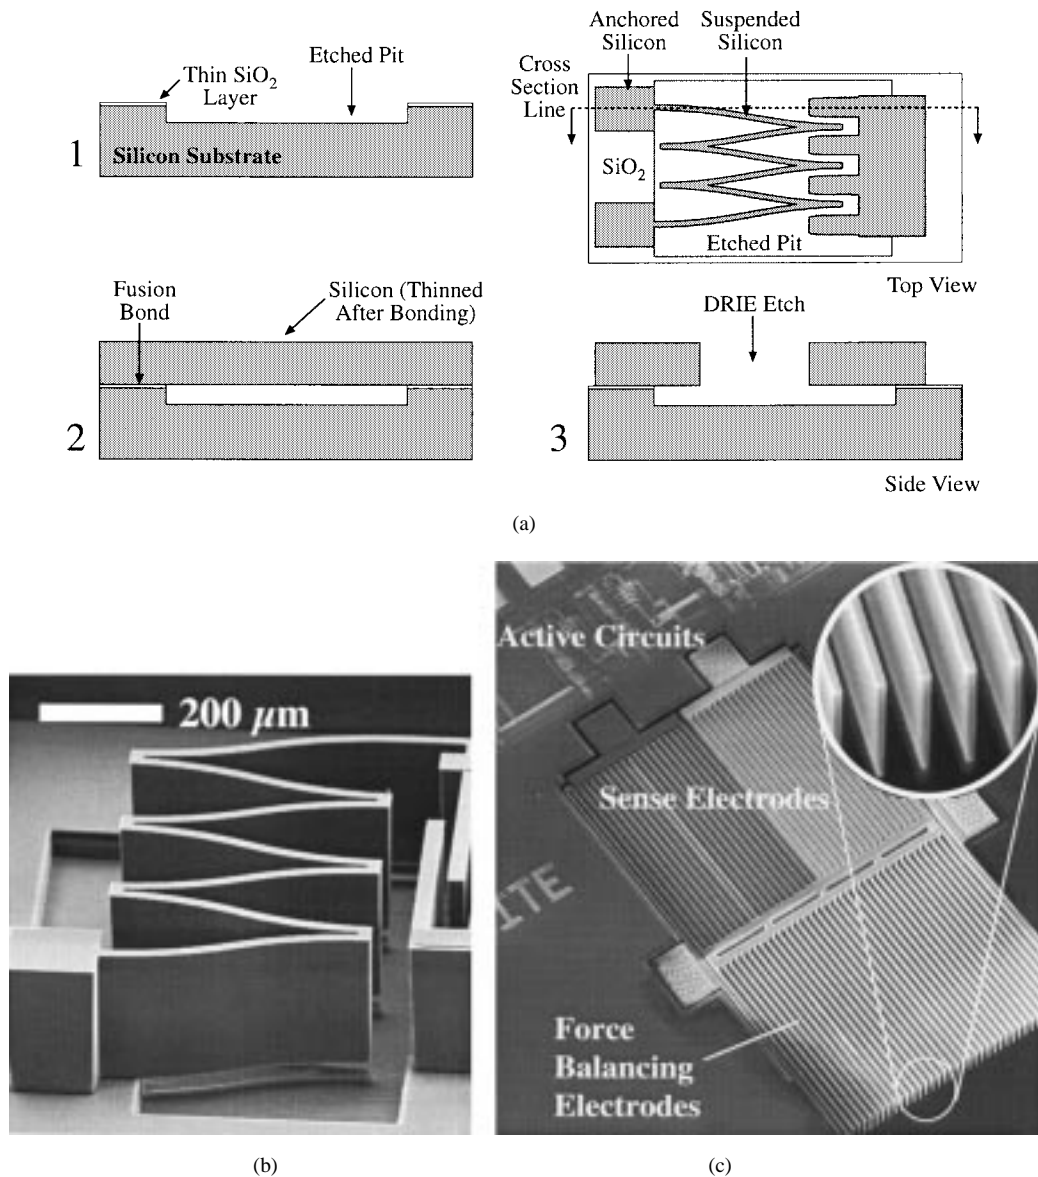 Anchored Silicon
Suspended Silicon
Etched Pit
Thin SiO2 Layer
Cross Section Line
1
Silicon Substrate
SiO2
Etched Pit
Top View
Fusion Bond
Silicon (Thinned After Bonding)
DRIE Etch
2
3
Side View
(a)
200 μm
Active Circuits
Sense Electrodes
ITE
Force
Balancing
Electrodes
(b)
(c)